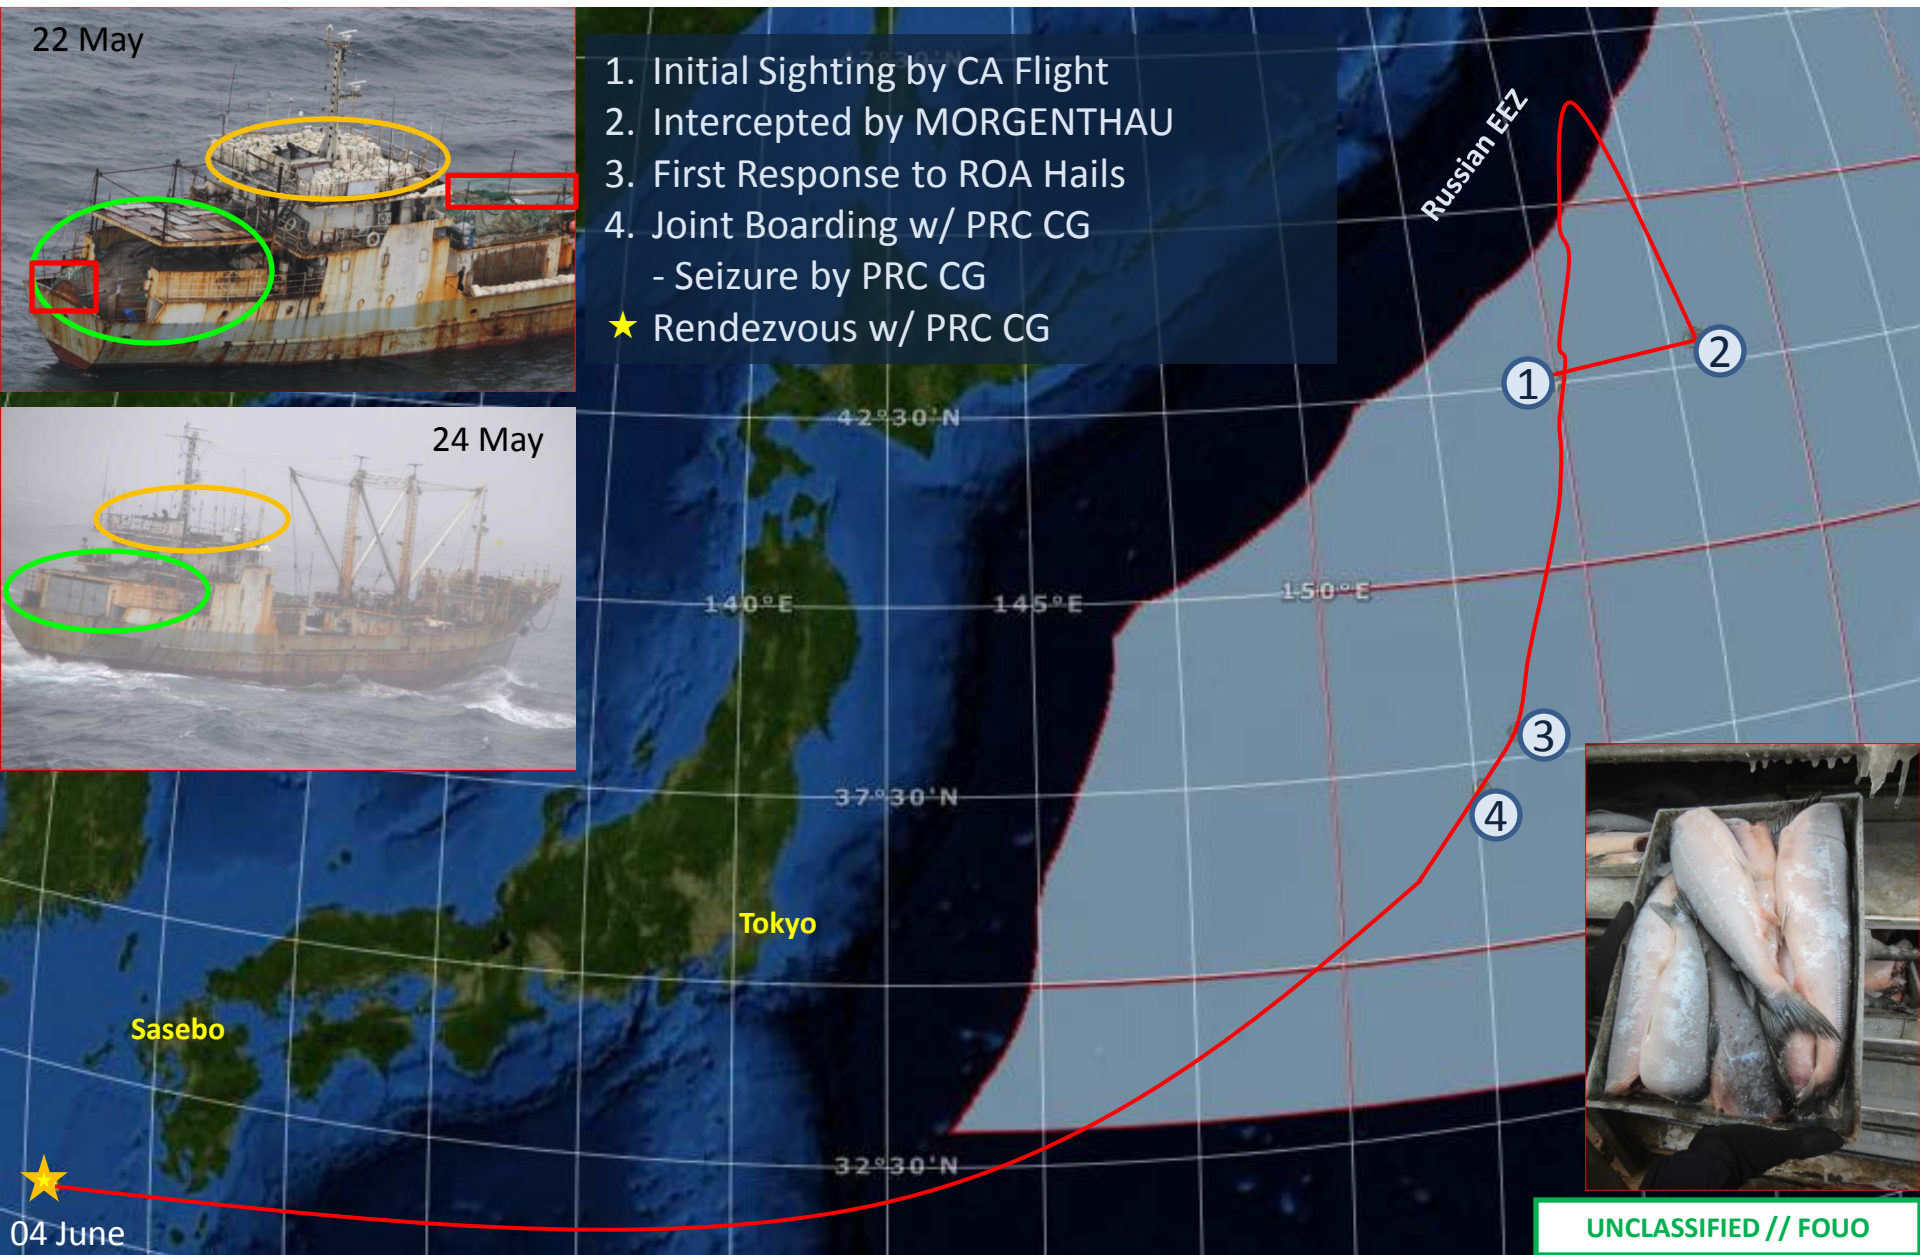 22 May
1. Initial Sighting by CA Flight
2. Intercepted by MORGENTHAU
3. First Response to ROA Hails
4. Joint Boarding w/ PRC CG
- Seizure by PRC CG
Rendezvous w/ PRC CG
Russian EEZ
1
2
24 May
42°30'N
140°E
145°E
150°E
3
37°30'N
4
Tokyo
Sasebo
32°30'N
04 June
UNCLASSIFIED // FOUO